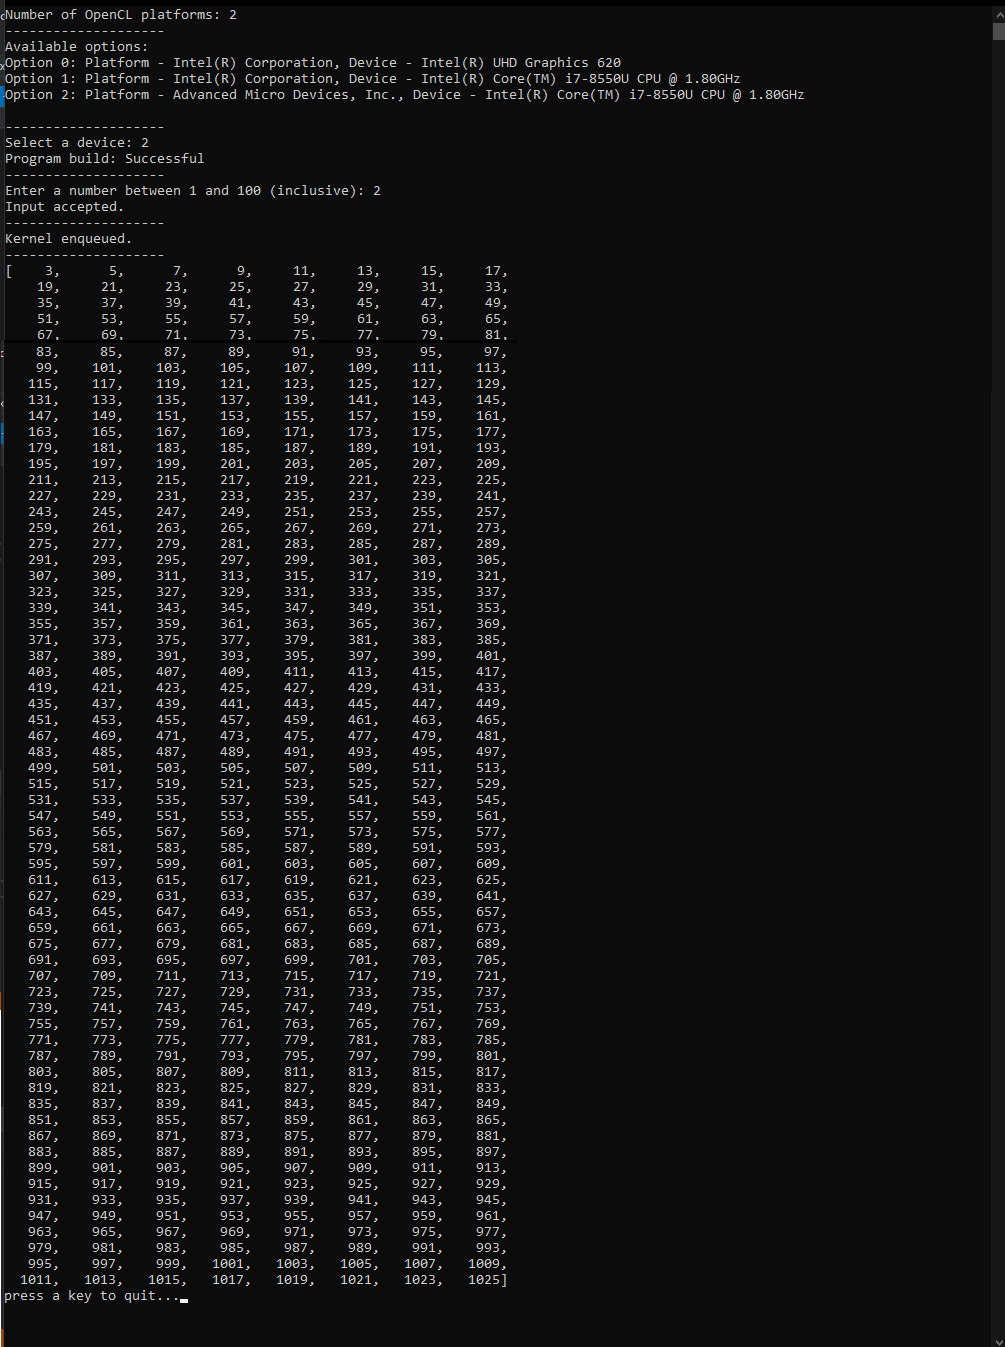 Number of OpenCL platforms: 2
--------------------
Available options:
Option 0: Platform - Intel(R) Corporation, Device - Intel(R) UHD Graphics 620
Option 1: Platform - Intel(R) Corporation, Device - Intel(R) Core(TM) i7-8550U CPU @ 1.80GHz
Option 2: Platform - Advanced Micro Devices, Inc., Device - Intel(R) Core(TM) i7-8550U CPU @ 1.80GHz
--------------------
Select a device: 2
Program build: Successful
--------------------
Enter a number between 1 and 100 (inclusive): 2
Input accepted.
--------------------
Kernel enqueued.
--------------------
[ 3, 5, 7, 9, 11, 13, 15, 17,
19, 21, 23, 25, 27, 29, 31, 33,
35, 37, 39, 41, 43, 45, 47, 49,
51, 53, 55, 57, 59, 61, 63, 65,
67, 69, 71, 73, 75, 77, 79, 81,
83, 85, 87, 89, 91, 93, 95, 97,
99, 101, 103, 105, 107, 109, 111, 113,
115, 117, 119, 121, 123, 125, 127, 129,
131, 133, 135, 137, 139, 141, 143, 145,
147, 149, 151, 153, 155, 157, 159, 161,
163, 165, 167, 169, 171, 173, 175, 177,
179, 181, 183, 185, 187, 189, 191, 193,
195, 197, 199, 201, 203, 205, 207, 209,
211, 213, 215, 217, 219, 221, 223, 225,
227, 229, 231, 233, 235, 237, 239, 241,
243, 245, 247, 249, 251, 253, 255, 257,
259, 261, 263, 265, 267, 269, 271, 273,
275, 277, 279, 281, 283, 285, 287, 289,
291, 293, 295, 297, 299, 301, 303, 305,
307, 309, 311, 313, 315, 317, 319, 321,
323, 325, 327, 329, 331, 333, 335, 337,
339, 341, 343, 345, 347, 349, 351, 353,
355, 357, 359, 361, 363, 365, 367, 369,
371, 373, 375, 377, 379, 381, 383, 385,
387, 389, 391, 393, 395, 397, 399, 401,
403, 405, 407, 409, 411, 413, 415, 417,
419, 421, 423, 425, 427, 429, 431, 433,
435, 437, 439, 441, 443, 445, 447, 449,
451, 453, 455, 457, 459, 461, 463, 465,
467, 469, 471, 473, 475, 477, 479, 481,
483, 485, 487, 489, 491, 493, 495, 497,
499, 501, 503, 505, 507, 509, 511, 513,
515, 517, 519, 521, 523, 525, 527, 529,
531, 533, 535, 537, 539, 541, 543, 545,
547, 549, 551, 553, 555, 557, 559, 561,
563, 565, 567, 569, 571, 573, 575, 577,
579, 581, 583, 585, 587, 589, 591, 593,
595, 597, 599, 601, 603, 605, 607, 609,
611, 613, 615, 617, 619, 621, 623, 625,
627, 629, 631, 633, 635, 637, 639, 641,
643, 645, 647, 649, 651, 653, 655, 657,
659, 661, 663, 665, 667, 669, 671, 673,
675, 677, 679, 681, 683, 685, 687, 689,
691, 693, 695, 697, 699, 701, 703, 705,
707, 709, 711, 713, 715, 717, 719, 721,
723, 725, 727, 729, 731, 733, 735, 737,
739, 741, 743, 745, 747, 749, 751, 753,
755, 757, 759, 761, 763, 765, 767, 769,
771, 773, 775, 777, 779, 781, 783, 785,
787, 789, 791, 793, 795, 797, 799, 801,
803, 805, 807, 809, 811, 813, 815, 817,
819, 821, 823, 825, 827, 829, 831, 833,
835, 837, 839, 841, 843, 845, 847, 849,
851, 853, 855, 857, 859, 861, 863, 865,
867, 869, 871, 873, 875, 877, 879, 881,
883, 885, 887, 889, 891, 893, 895, 897,
899, 901, 903, 905, 907, 909, 911, 913,
915, 917, 919, 921, 923, 925, 927, 929,
931, 933, 935, 937, 939, 941, 943, 945,
947, 949, 951, 953, 955, 957, 959, 961,
963, 965, 967, 969, 971, 973, 975, 977,
979, 981, 983, 985, 987, 989, 991, 993,
995, 997, 999, 1001, 1003, 1005, 1007, 1009,
1011, 1013, 1015, 1017, 1019, 1021, 1023, 1025]
press a key to quit..._